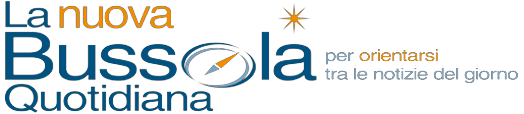 La nuova
Bussola
Quotidiana
per orientarsi
tra le notizie del giorno